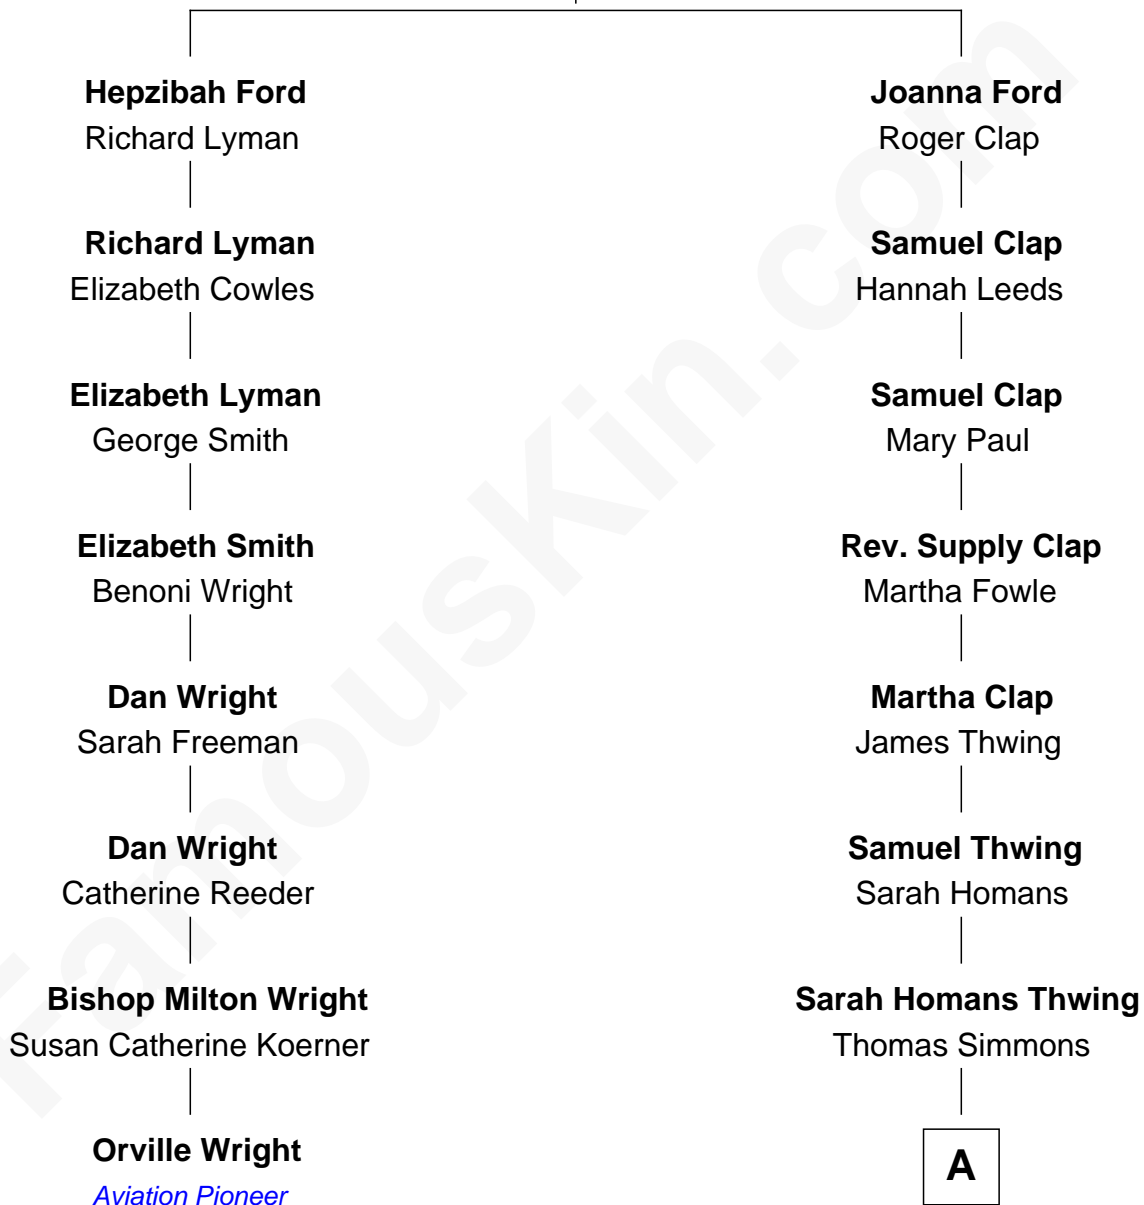 Hepzibah Ford
Richard Lyman
Richard Lyman
Elizabeth Cowles
Elizabeth Lyman
George Smith
Elizabeth Smith
Benoni Wright
Dan Wright
Sarah Freeman
Dan Wright
Catherine Reeder
Bishop Milton Wright
Susan Catherine Koerner
Orville Wright
Aviation Pioneer
Joanna Ford
Roger Clap
Samuel Clap
Hannah Leeds
Samuel Clap
Mary Paul
Rev. Supply Clap
Martha Fowle
Martha Clap
James Thwing
Samuel Thwing
Sarah Homans
Sarah Homans Thwing
Thomas Simmons
A
FamousKin.com